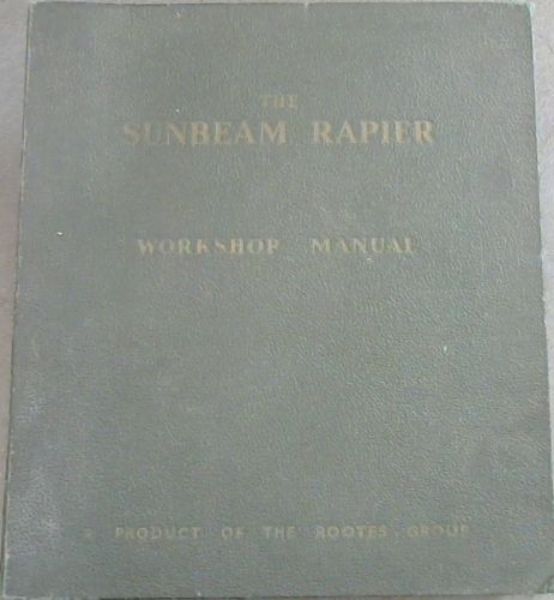 THE
SUNBEAM RAPIER
WORKSHOP MANUAL
A PRODUCT OF THE ROOTES GROUP